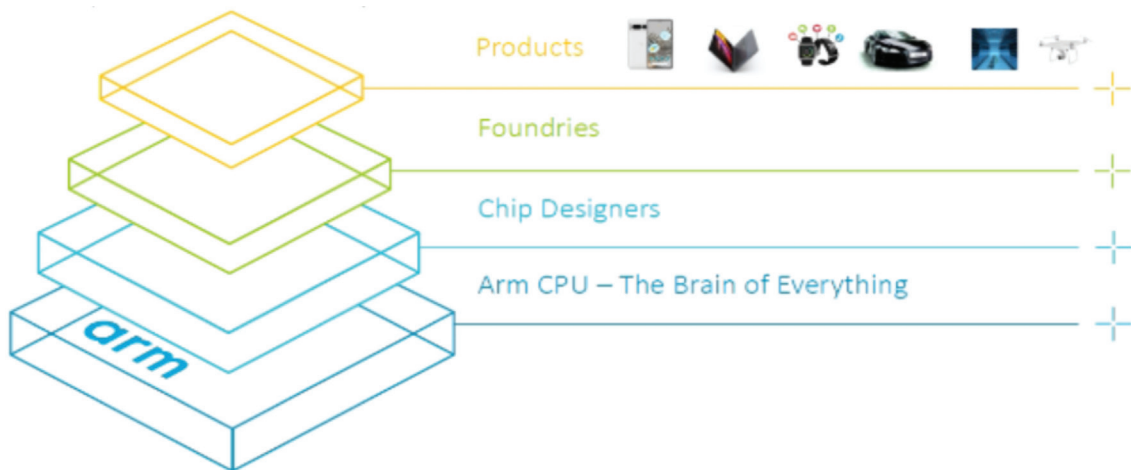 Products
Foundries
Chip Designers
Arm CPU – The Brain of Everything
arm